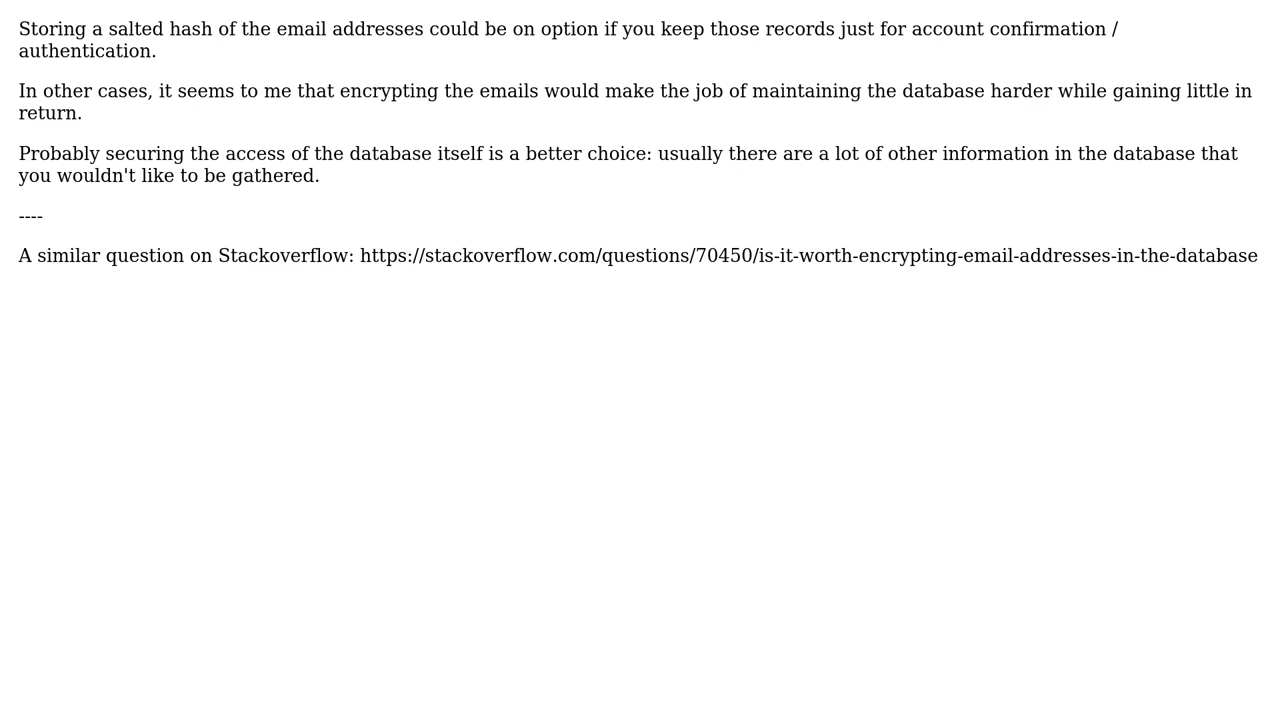 Storing a salted hash of the email addresses could be on option if you keep those records just for account confirmation /
authentication.
In other cases, it seems to me that encrypting the emails would make the job of maintaining the database harder while gaining little in
return.
Probably securing the access of the database itself is a better choice: usually there are a lot of other information in the database that
you wouldn't like to be gathered.
----
A similar question on Stackoverflow: https://stackoverflow.com/questions/70450/is-it-worth-encrypting-email-addresses-in-the-database